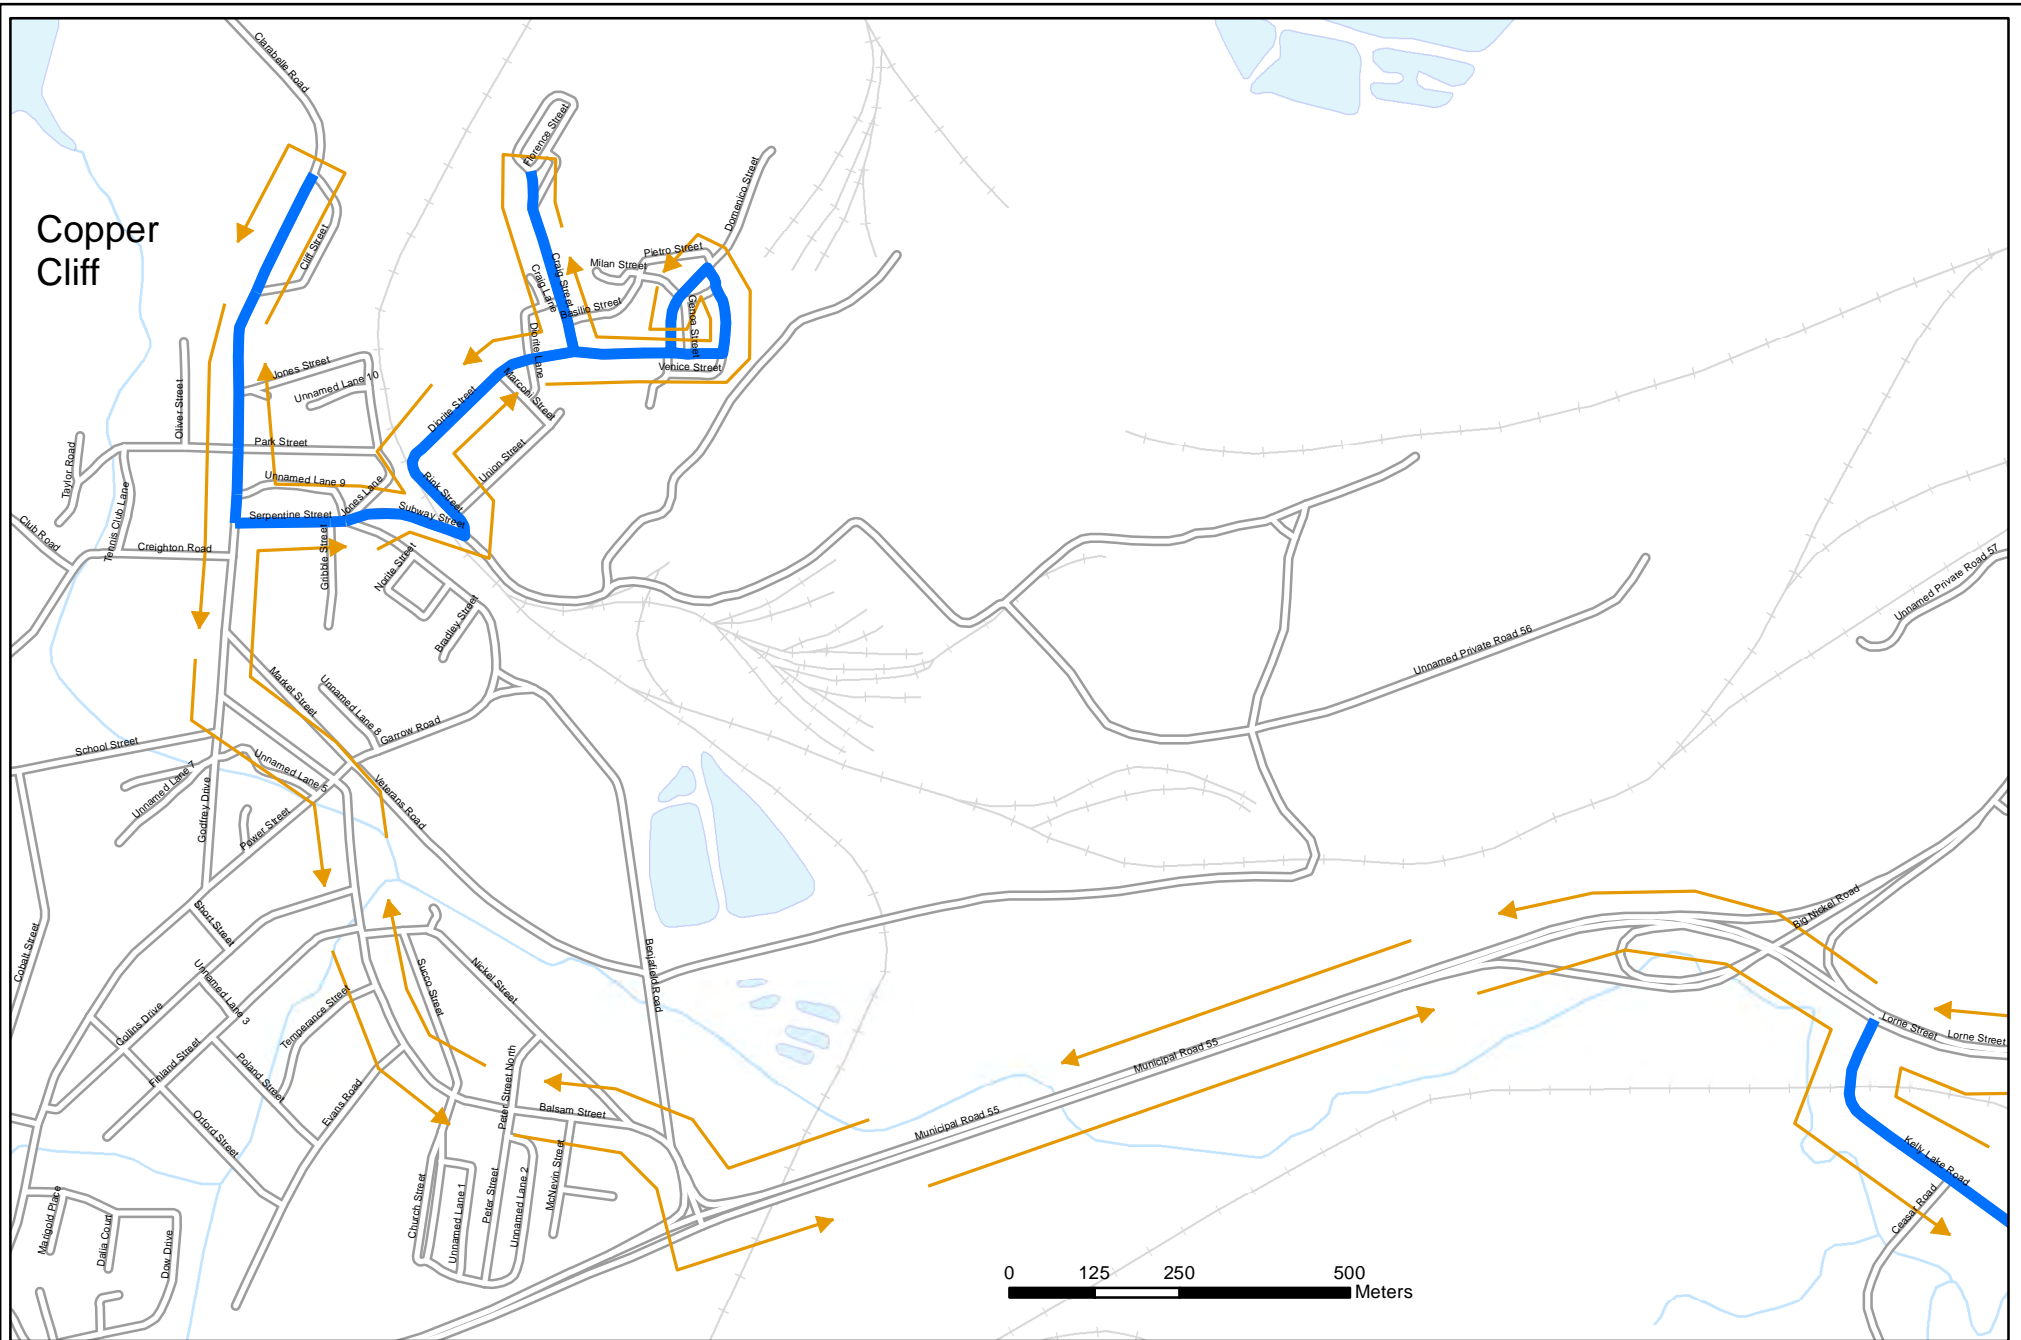 Clarabelle Road
Copper
Cliff
Cliff Street
Florence Street
Domenico Street
Pietro Street
Milan Street
Craig Street
Craig Lane
Basilio Street
Genoa Street
Diorite Lane
Venice Street
Marconi Street
Diorite Street
Jones Street
Unnamed Lane 10
Oliver Street
Park Street
Union Street
Taylor Road
Unnamed Lane 9
Jones Lane
Rink Street
Tennis Club Lane
Serpentine Street
Subway Street
Club Road
Creighton Road
Gribble Street
Norite Street
Bradley Street
Unnamed Private Road 57
Unnamed Private Road 56
Market Street
Unnamed Lane 8
Garrow Road
School Street
Unnamed Lane 5
Unnamed Lane 7
Godfrey Drive
Veterans Road
Power Street
Short Street
Cobalt Street
Unnamed Lane 3
Succo Street
Nickel Street
Benjafield Road
Big Nickel Road
Temperance Street
Collins Drive
Finland Street
Poland Street
Evans Road
Orford Street
Peter Street North
Balsam Street
Municipal Road 55
Municipal Road 55
Lorne Street
Lorne Street
Kelly Lake Road
Ceasar Road
Church Street
Unnamed Lane 1
Peter Street
Unnamed Lane 2
McNevin Street
Marigold Place
Dalia Court
Dow Drive
0 125 250 500
Meters